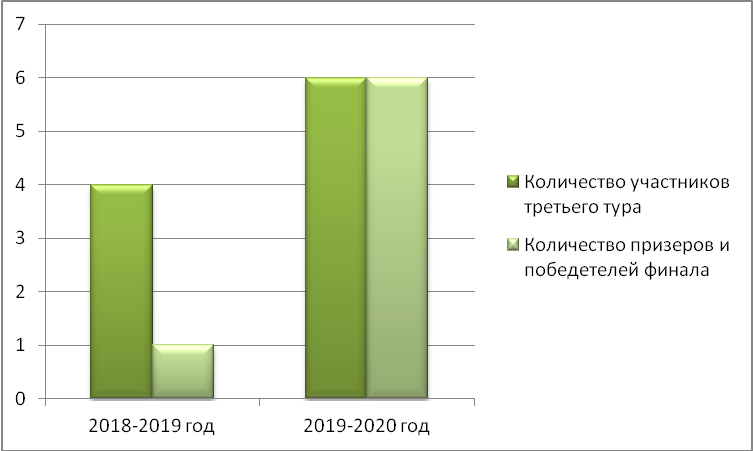 7
6
5
4
3
2
1
0
2018-2019 год
2019-2020 год
Количество участников
третьего тура
Количество призеров и
победетелей финала